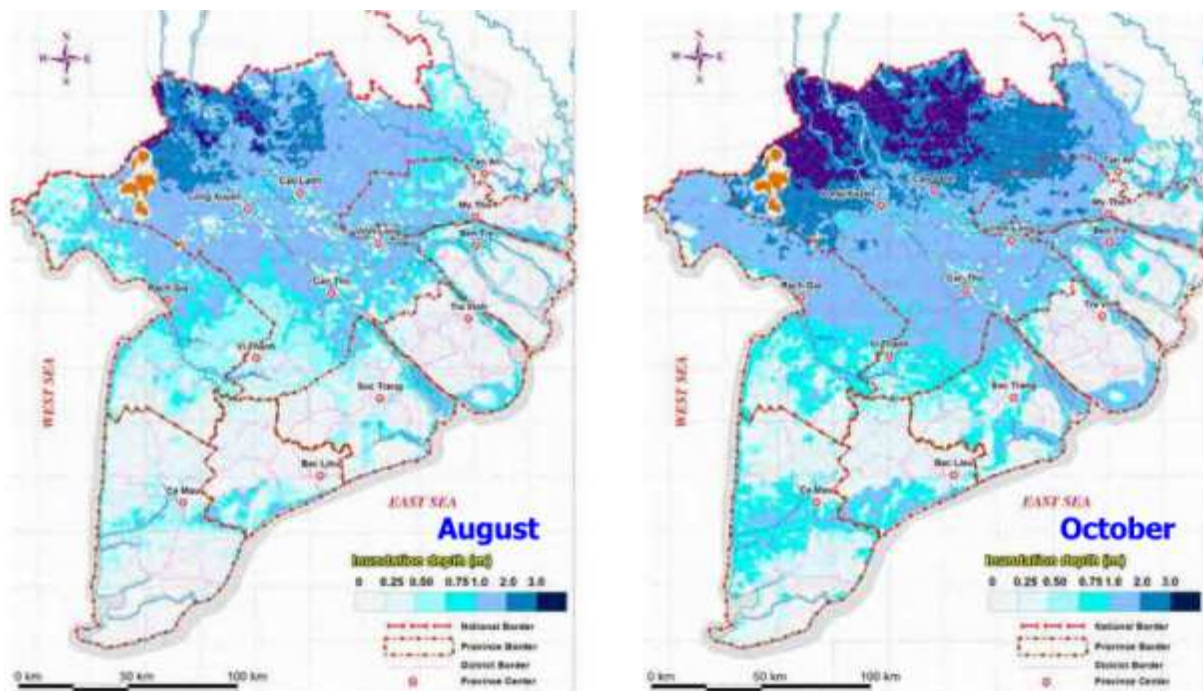 N
W E
S
Tan An
Cao Lanh
Long Xuyen
My Tho
Vinh Long
Ben Tre
Can Tho
Rach Gia
Tra Vinh
Vi Thanh
Soc Trang
WEST SEA
Bac Lieu
Ca Mau
EAST SEA
August
Inundation depth (m)
0 0.25 0.50 0.75 1.0 2.0 3.0
National Border
Province Border
District Border
Province Center
0 km 50 km 100 km
N
W E
S
Tan An
Cao Lanh
My Tho
Ben Tre
Can Tho
Rach Gia
Tra Vinh
Vi Thanh
Soc Trang
WEST SEA
Bac Lieu
Ca Mau
EAST SEA
October
Inundation depth (m)
0 0.25 0.50 0.75 1.0 2.0 3.0
National Border
Province Border
District Border
Province Center
0 km 50 km 100 km